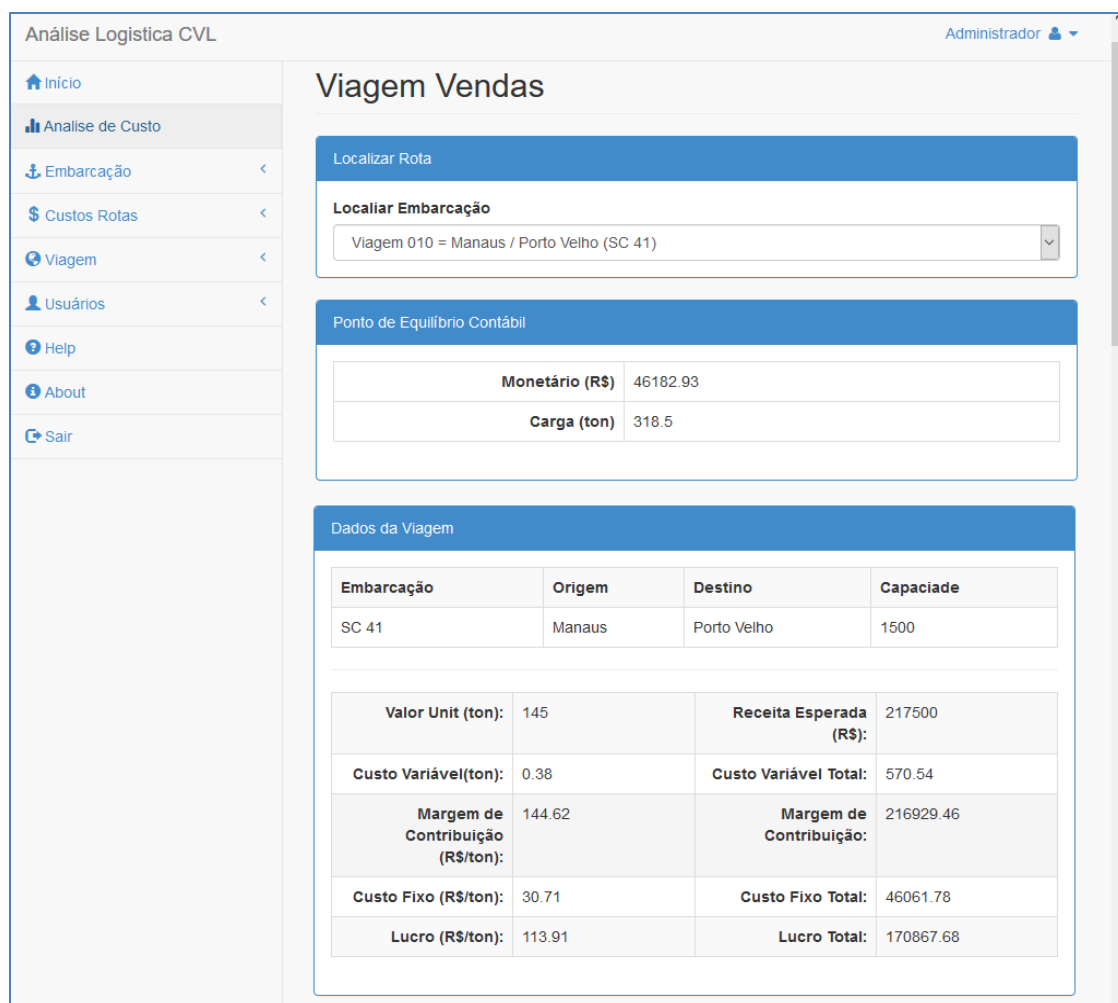 Análise Logistica CVL
Administrador
Início
Analise de Custo
Embarcação
Custos Rotas
Viagem
Usuários
Help
About
Sair
Viagem Vendas
Localizar Rota
Localiar Embarcação
Viagem 010 = Manaus / Porto Velho (SC 41)
Ponto de Equilíbrio Contábil
Monetário (R$) 46182.93
Carga (ton) 318.5
Dados da Viagem
Embarcação Origem Destino Capaciade
SC 41 Manaus Porto Velho 1500
Valor Unit (ton): 145 Receita Esperada 217500
(R$):
Custo Variável(ton): 0.38 Custo Variável Total: 570.54
Margem de 144.62 Margem de 216929.46
Contribuição Contribuição:
(R$/ton):
Custo Fixo (R$/ton): 30.71 Custo Fixo Total: 46061.78
Lucro (R$/ton): 113.91 Lucro Total: 170867.68